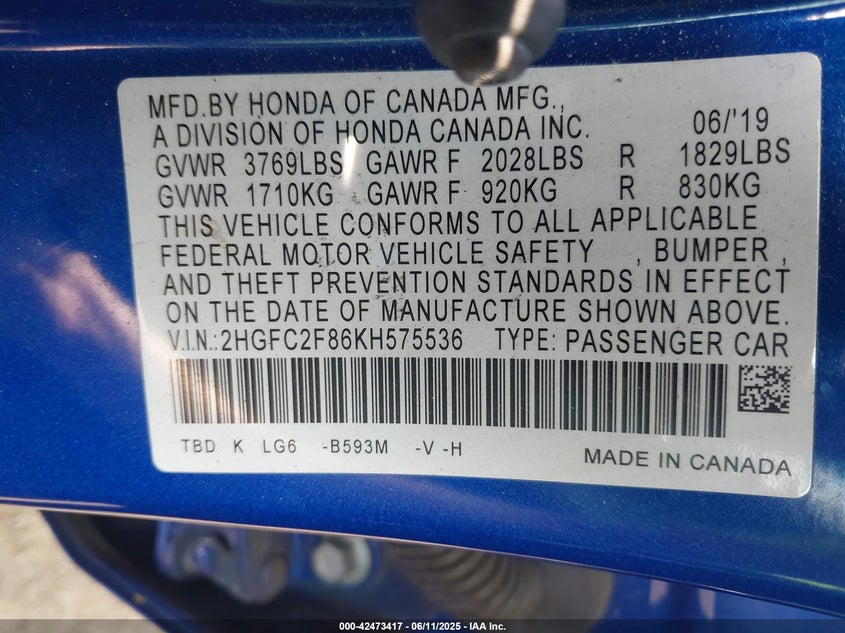 MFD.BY HONDA OF CANADA MFG.,
A DIVISION OF HONDA CANADA INC. 06/'19
GVWR 3769LBS GAWR F 2028LBS R 1829LBS
GVWR 1710KG GAWR F 920KG R 830KG
THIS VEHICLE CONFORMS TO ALL APPLICABLE
FEDERAL MOTOR VEHICLE SAFETY , BUMPER ,
AND THEFT PREVENTION STANDARDS IN EFFECT
ON THE DATE OF MANUFACTURE SHOWN ABOVE.
V.I.N.:2HGFC2F86KH575536 TYPE: PASSENGER CAR
TBD K LG6 -B593M -V -H
MADE IN CANADA
000-42473417 - 06/11/2025 - IAA Inc.